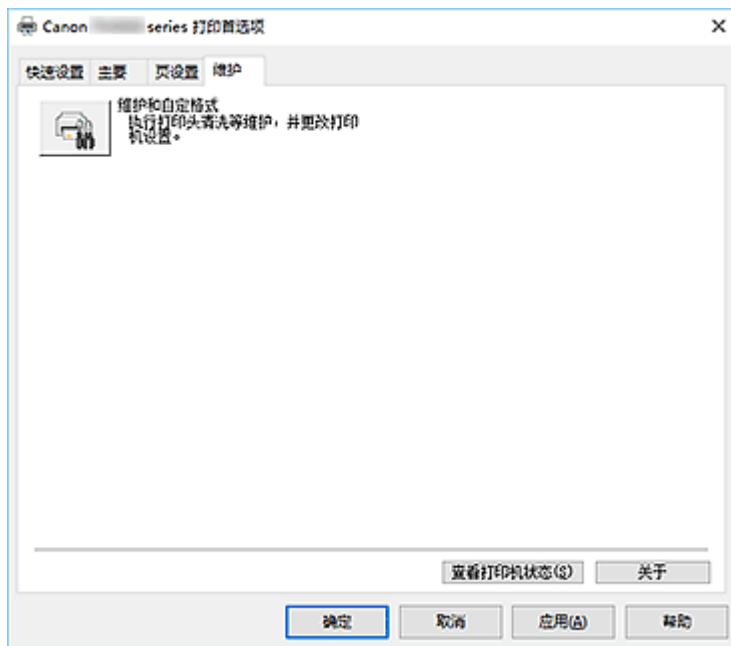 Canon series 打印首选项
快速设置 主要 页设置 维护
维护和自定格式
执行打印头清洗等维护，并更改打印
机设置。
查看打印机状态(S) 关于
确定 取消 应用(A) 帮助